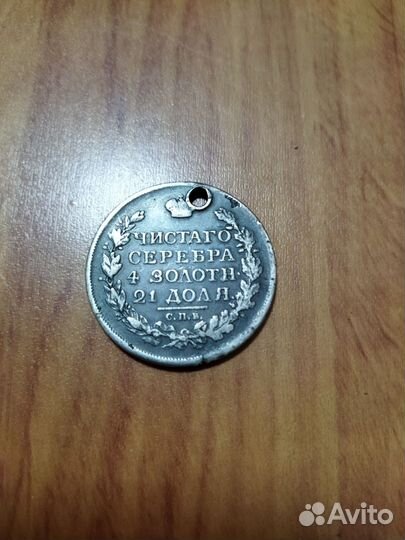 ЧИСТАГО
СЕРЕБРА
4 ЗОЛОТН
21 ДОЛЯ
С.П.Б.
Avito